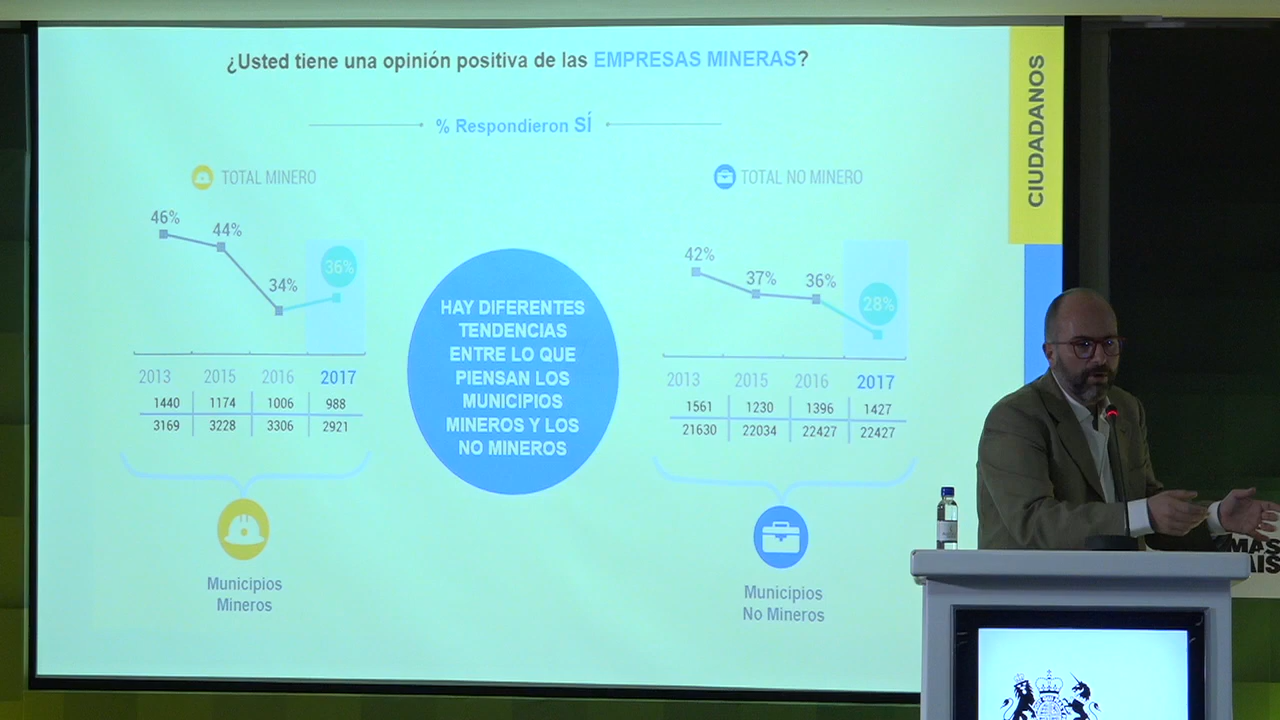 ¿Usted tiene una opinión positiva de las EMPRESAS MINERAS?
% Respondieron SÍ
CIUDADANOS
TOTAL MINERO
46%
44%
34%
36%
2013 2015 2016 2017
1440 1174 1006 988
3169 3228 3306 2921
Municipios
Mineros
HAY DIFERENTES
TENDENCIAS
ENTRE LO QUE
PIENSAN LOS
MUNICIPIOS
MINEROS Y LOS
NO MINEROS
TOTAL NO MINERO
42%
37%
36%
28%
2013 2015 2016 2017
1561 1230 1396 1427
21630 22034 22427 22427
Municipios
No Mineros